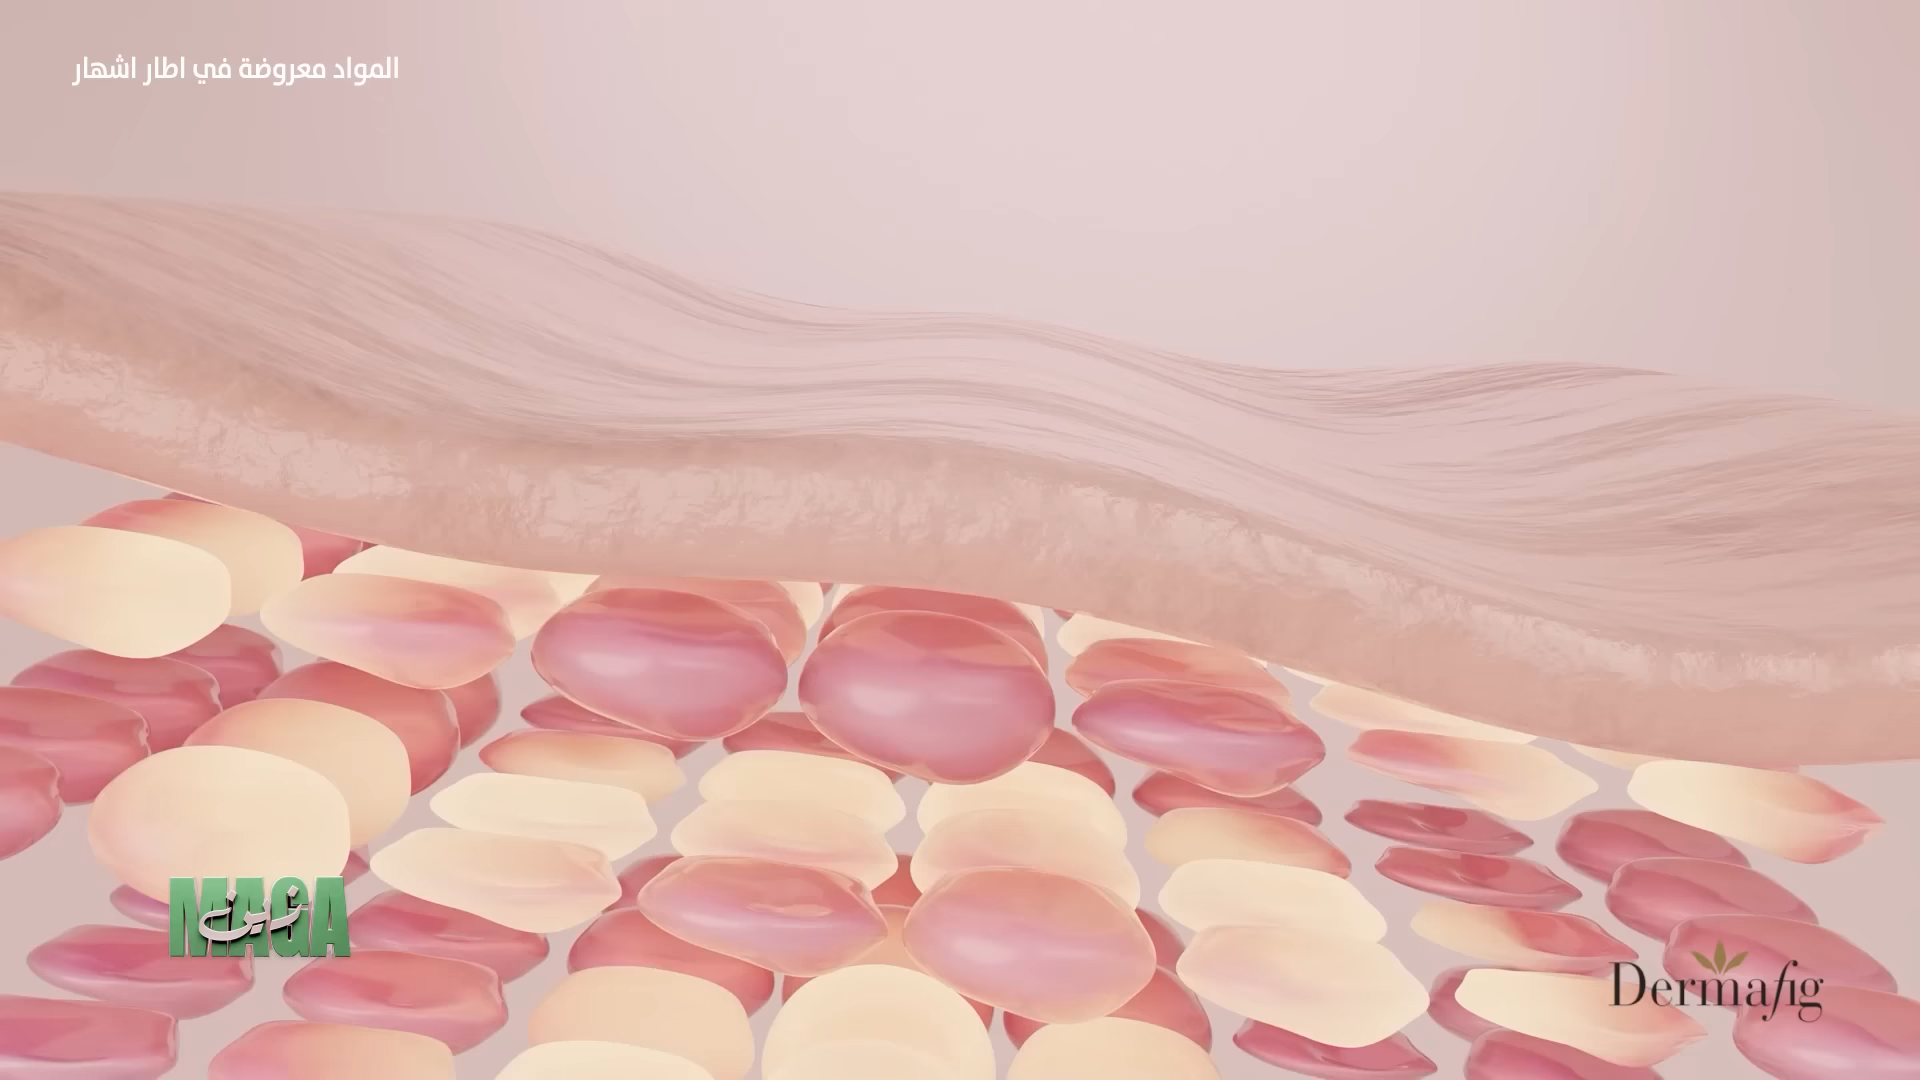 المواد معروضة في اطار اشهار
MAGA
Dermafig